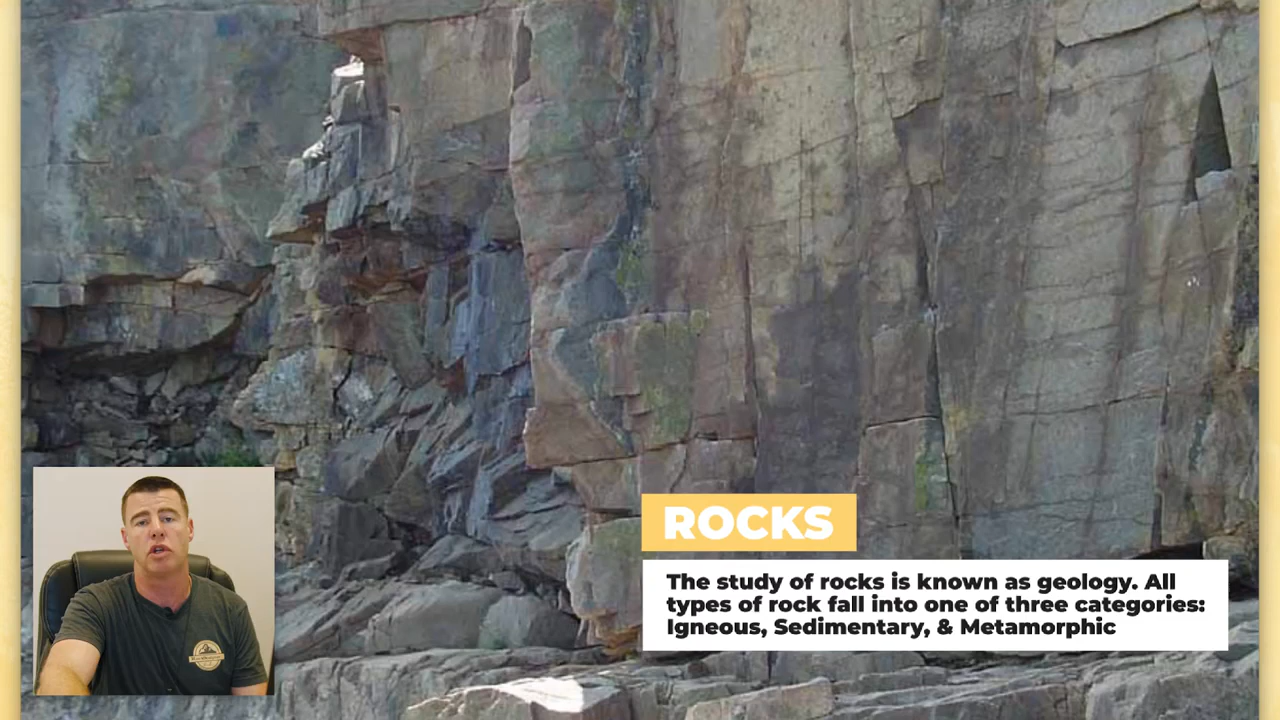 ROCKS
The study of rocks is known as geology. All
types of rock fall into one of three categories:
Igneous, Sedimentary, & Metamorphic